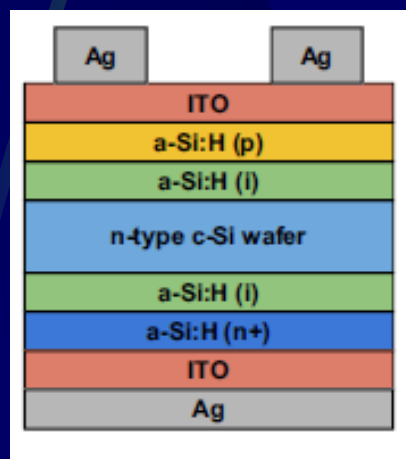 Ag Ag
ITO
a-Si:H (p)
a-Si:H (i)
n-type c-Si wafer
a-Si:H (i)
a-Si:H (n+)
ITO
Ag